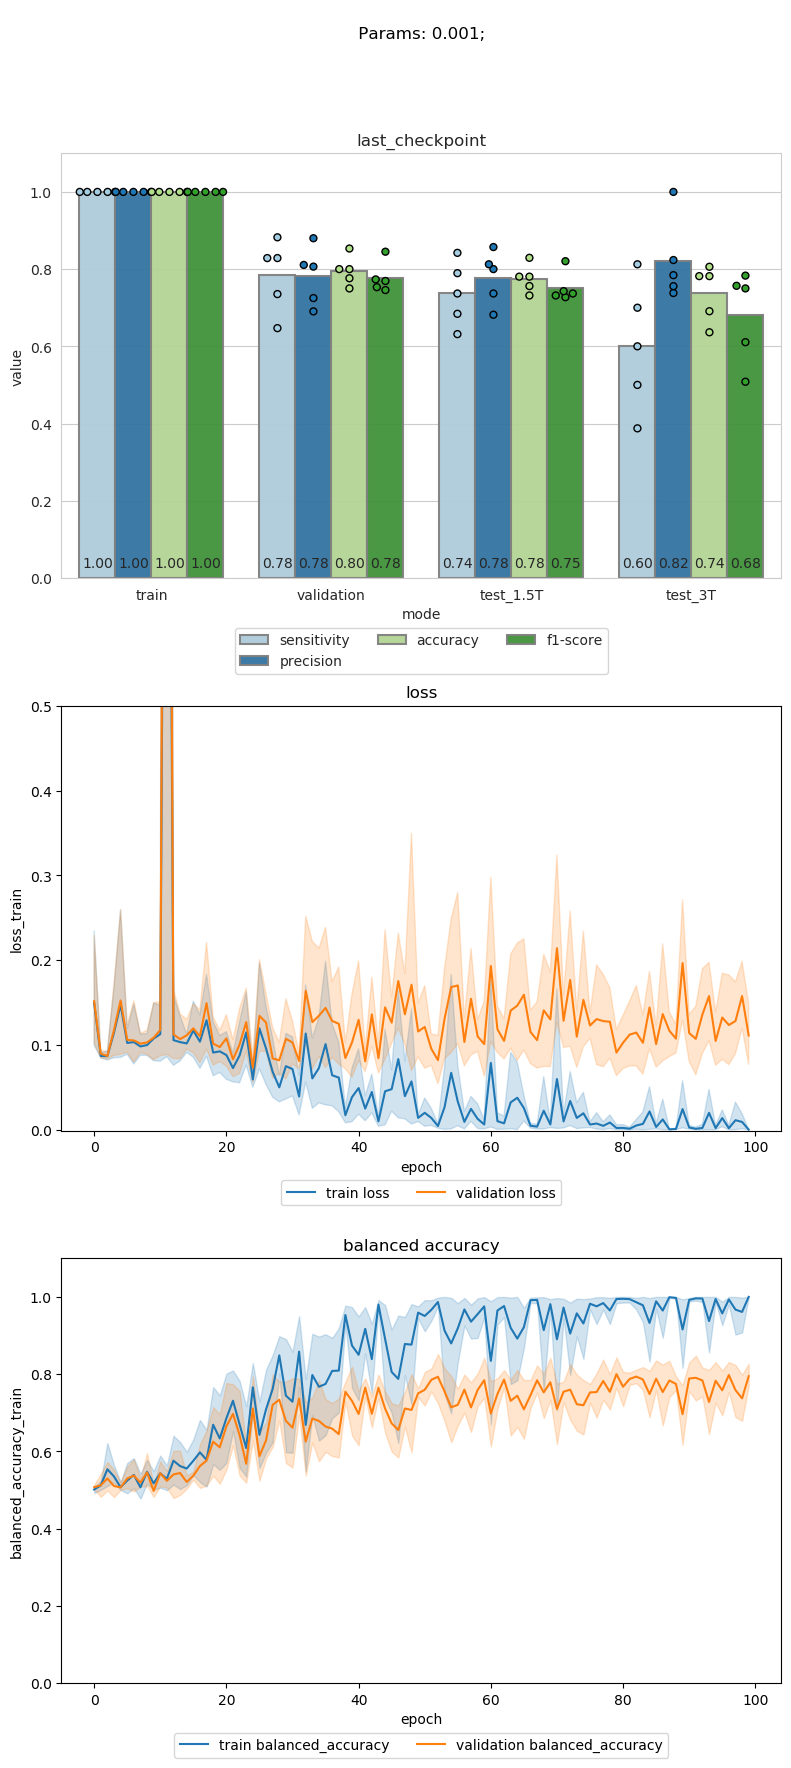 Params: 0.001;
last_checkpoint
value
1.0
0.8
0.6
0.4
0.2
0.0
1.00 1.00 1.00 1.00 0.78 0.78 0.80 0.78 0.74 0.78 0.78 0.75 0.60 0.82 0.74 0.68
train validation test_1.5T test_3T
mode
sensitivity accuracy f1-score
precision
loss
loss_train
0.5
0.4
0.3
0.2
0.1
0.0
0 20 40 60 80 100
epoch
train loss validation loss
balanced accuracy
balanced_accuracy_train
1.0
0.8
0.6
0.4
0.2
0.0
0 20 40 60 80 100
epoch
train balanced_accuracy validation balanced_accuracy